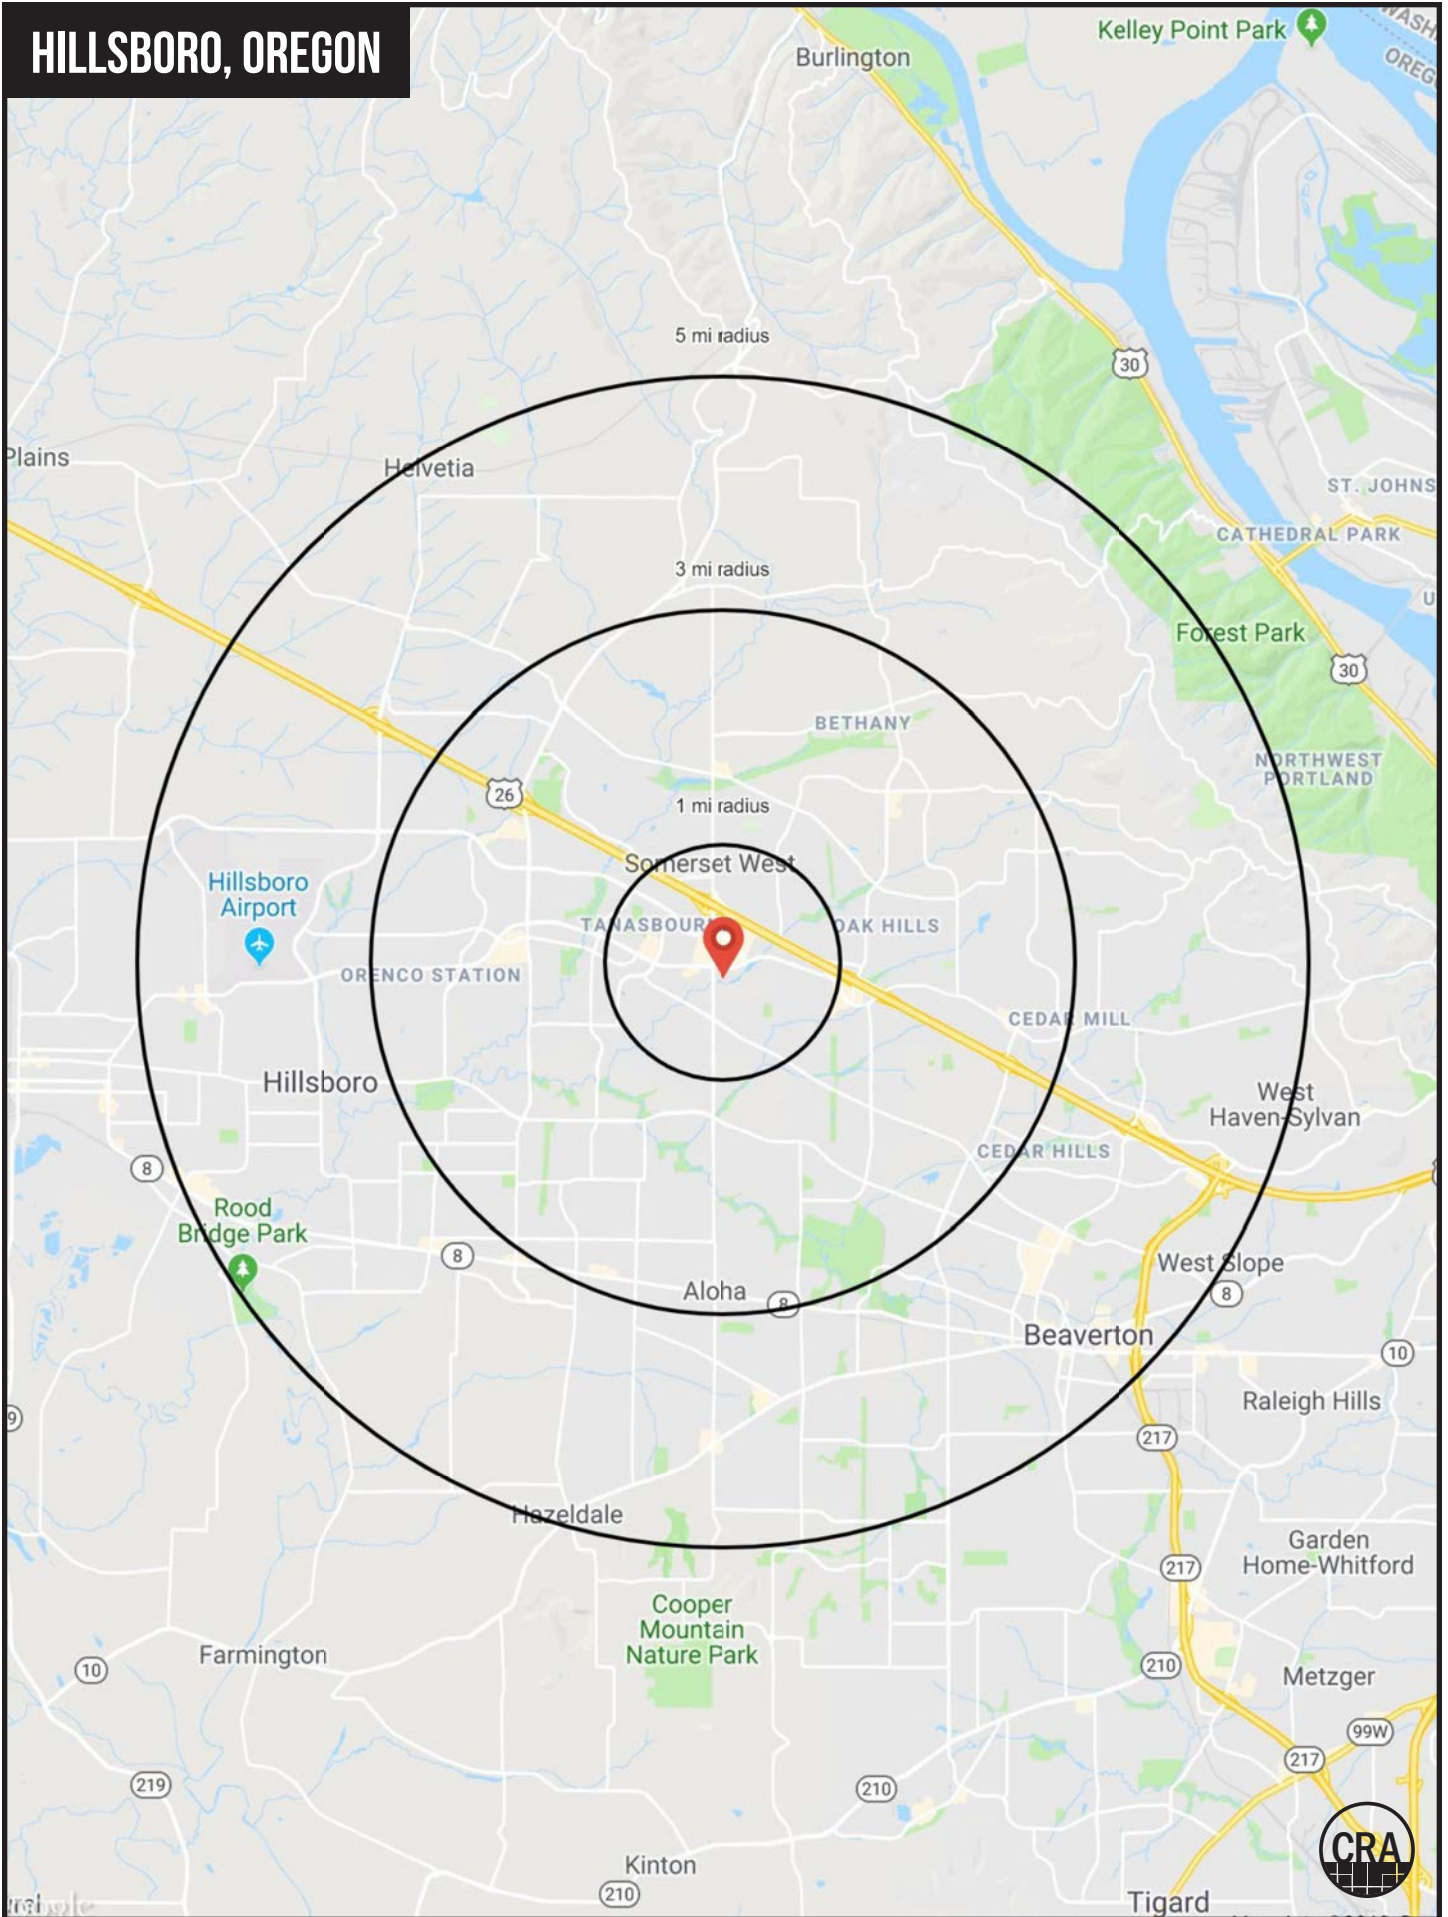 HILLSBORO, OREGON
Kelley Point Park
Burlington
OREG
5 mi radius
30
Plains
Helvetia
ST. JOHNS
CATHEDRAL PARK
3 mi radius
Forest Park
30
BETHANY
NORTHWEST
PORTLAND
26
1 mi radius
Somerset West
Hillsboro
Airport
TANASBOUR
OAK HILLS
ORENCO STATION
CEDAR MILL
Hillsboro
West
Haven-Sylvan
CEDAR HILLS
8
Rood
Bridge Park
8
West Slope
8
Aloha
8
Beaverton
10
Raleigh Hills
9
217
Hazeldale
Garden
Home-Whitford
217
Cooper
Mountain
Nature Park
Farmington
10
210
Metzger
99W
217
219
210
CRA
Kinton
210
Tigard